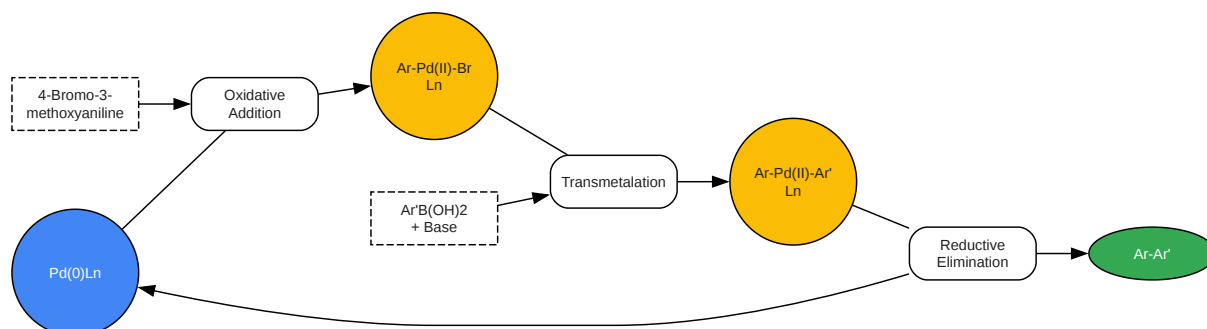 4-Bromo-3-
methoxyaniline
Oxidative
Addition
Ar-Pd(II)-Br
Ln
Pd(0)Ln
Ar'B(OH)2
+ Base
Transmetalation
Ar-Pd(II)-Ar'
Ln
Reductive
Elimination
Ar-Ar'